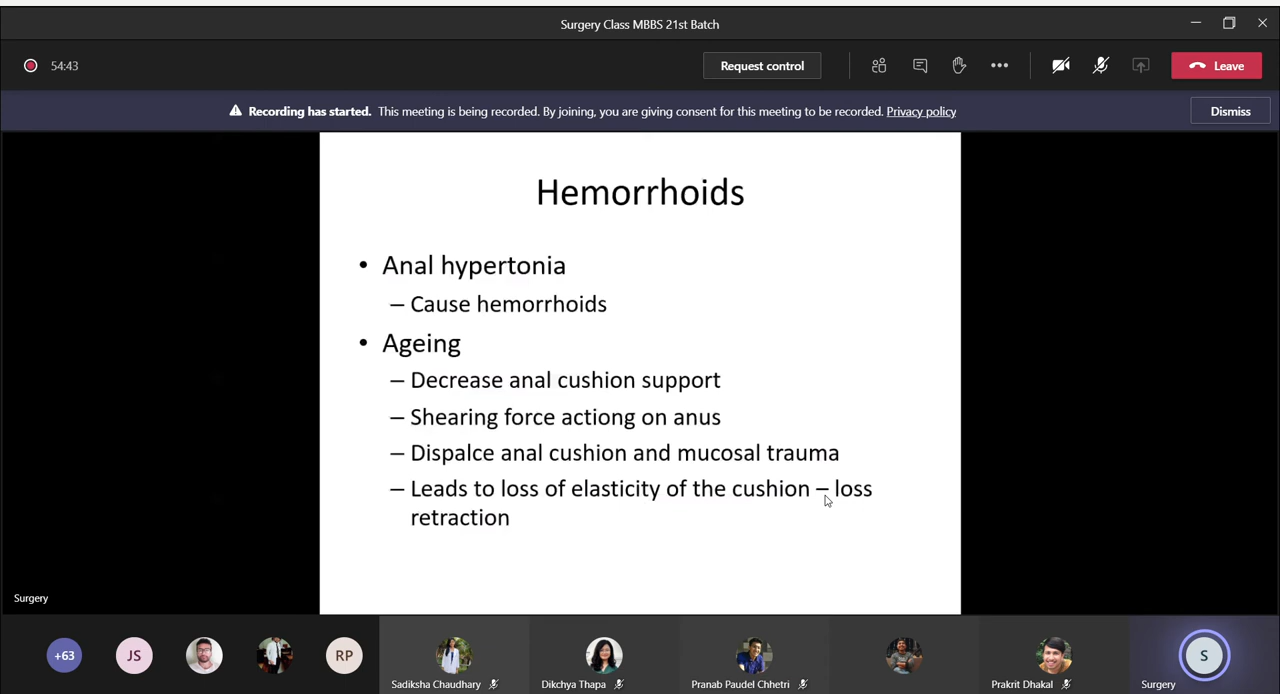 Surgery Class MBBS 21st Batch
54:43
Request control
Leave
Recording has started. This meeting is being recorded. By joining, you are giving consent for this meeting to be recorded. Privacy policy
Dismiss
Hemorrhoids
• Anal hypertonia
– Cause hemorrhoids
• Ageing
– Decrease anal cushion support
– Shearing force actiong on anus
– Dispalce anal cushion and mucosal trauma
– Leads to loss of elasticity of the cushion – loss
retraction
Surgery
+63
JS
RP
S
Sadiksha Chaudhary
Dikchya Thapa
Pranab Paudel Chhetri
Prakrit Dhakal
Surgery